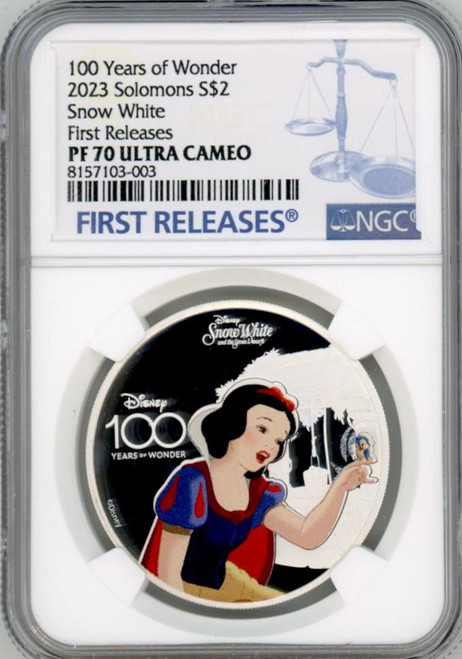 100 Years of Wonder
2023 Solomons S$2
Snow White
First Releases
PF 70 ULTRA CAMEO
8157103-003
FIRST RELEASES®
NGC®
Disney
Snow White
and the Seven Dwarfs
Disney
100
YEARS OF WONDER
©Disney